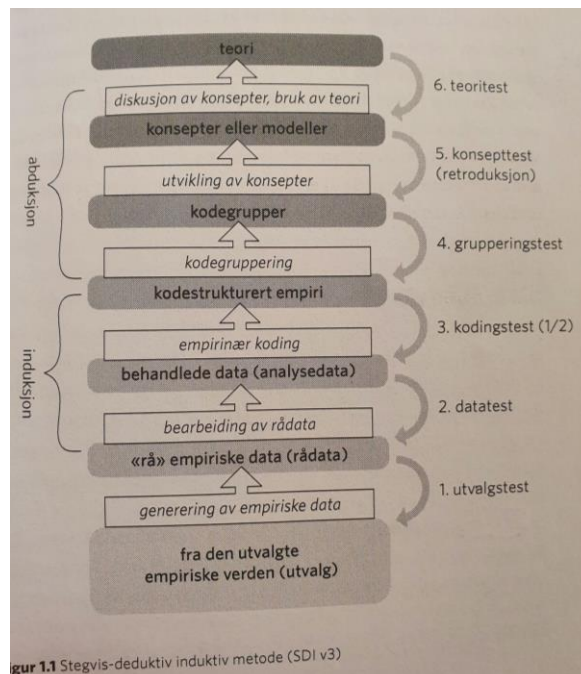 teori
diskusjon av konsepter, bruk av teori
6. teoritest
konsepter eller modeller
utvikling av konsepter
5. konsepttest
(retroduksjon)
abduksjon
kodegrupper
kodegruppering
4. grupperingstest
kodestrukturert empiri
empirinær koding
3. kodingstest (1/2)
induksjon
behandlede data (analysedata)
bearbeiding av rådata
2. datatest
«rå» empiriske data (rådata)
generering av empiriske data
1. utvalgstest
fra den utvalgte
empiriske verden (utvalg)
igur 1.1 Stegvis-deduktiv induktiv metode (SDI v3)